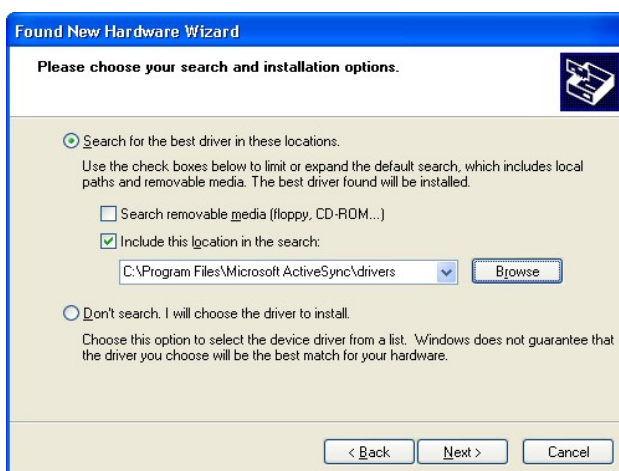 Found New Hardware Wizard
Please choose your search and installation options.
Search for the best driver in these locations.
Use the check boxes below to limit or expand the default search, which includes local
paths and removable media. The best driver found will be installed.
Search removable media (floppy, CD-ROM...)
Include this location in the search:
C:\Program Files\Microsoft ActiveSync\drivers
Browse
Don't search. I will choose the driver to install.
Choose this option to select the device driver from a list. Windows does not guarantee that
the driver you choose will be the best match for your hardware.
< Back Next > Cancel